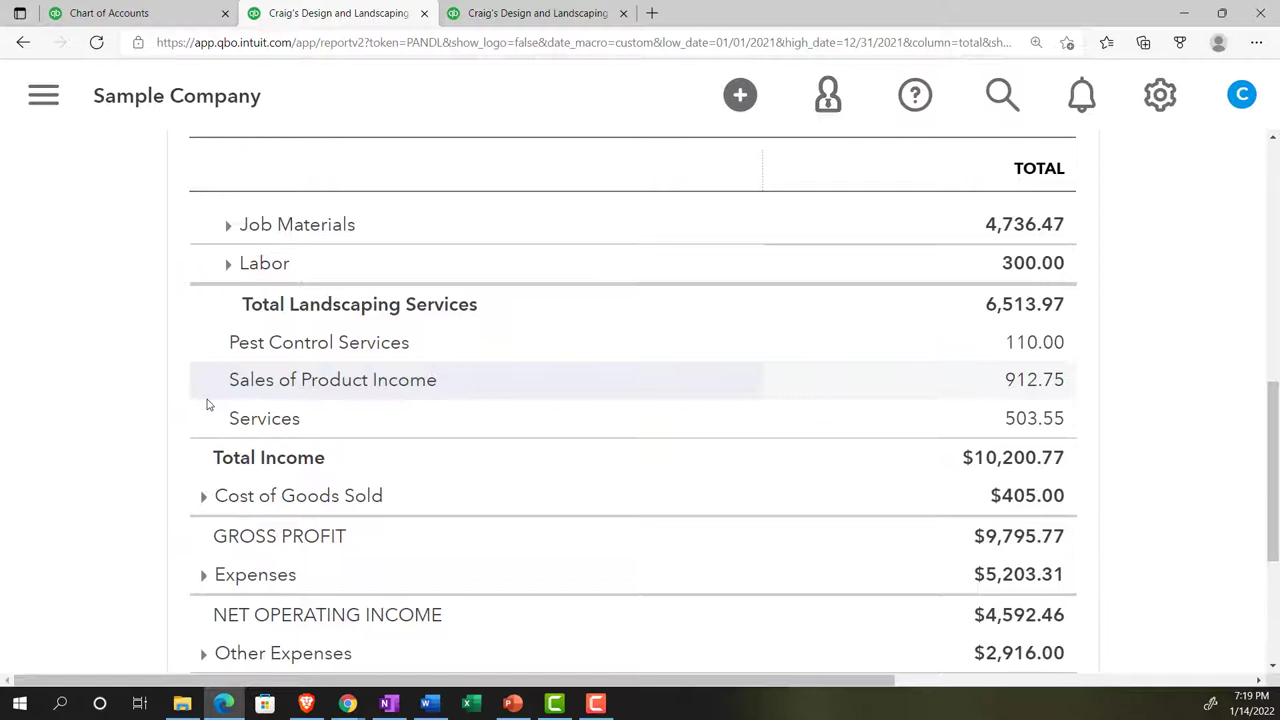 Chart of Accounts
Craig's Design and Landscaping
Craig's Design and Landscaping
https://app.qbo.intuit.com/app/reportv2?token=PANDL&show_logo=false&date_macro=custom&low_date=01/01/2021&high_date=12/31/2021&column=total&sh...
Sample Company
C
TOTAL
Job Materials 4,736.47
Labor 300.00
Total Landscaping Services 6,513.97
Pest Control Services 110.00
Sales of Product Income 912.75
Services 503.55
Total Income $10,200.77
Cost of Goods Sold $405.00
GROSS PROFIT $9,795.77
Expenses $5,203.31
NET OPERATING INCOME $4,592.46
Other Expenses $2,916.00
7:19 PM
1/14/2022